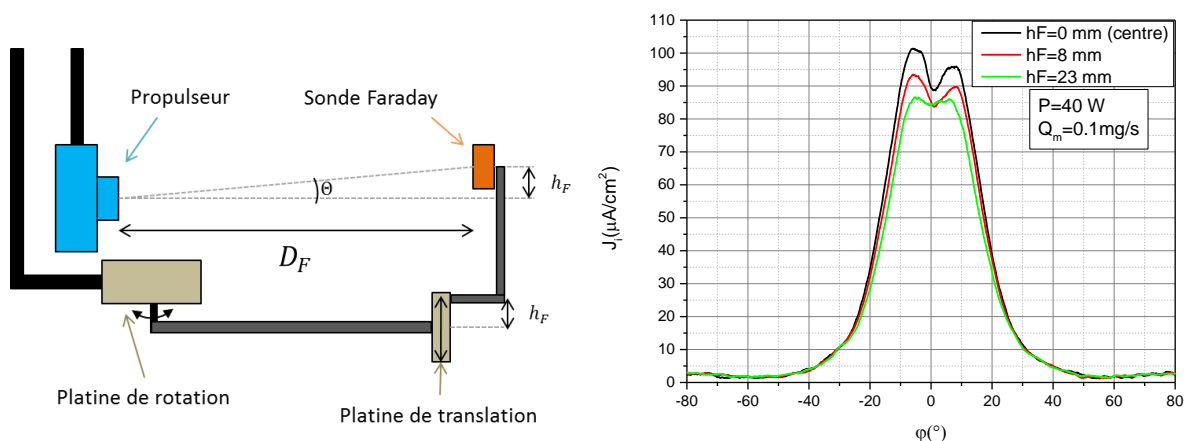 Propulseur
Sonde Faraday
Θ
h_F
D_F
h_F
Platine de rotation
Platine de translation
110
100
90
80
70
60
50
40
30
20
10
0
J_i(µA/cm²)
hF=0 mm (centre)
hF=8 mm
hF=23 mm
P=40 W
Q_m=0.1mg/s
-80 -60 -40 -20 0 20 40 60 80
φ(°)